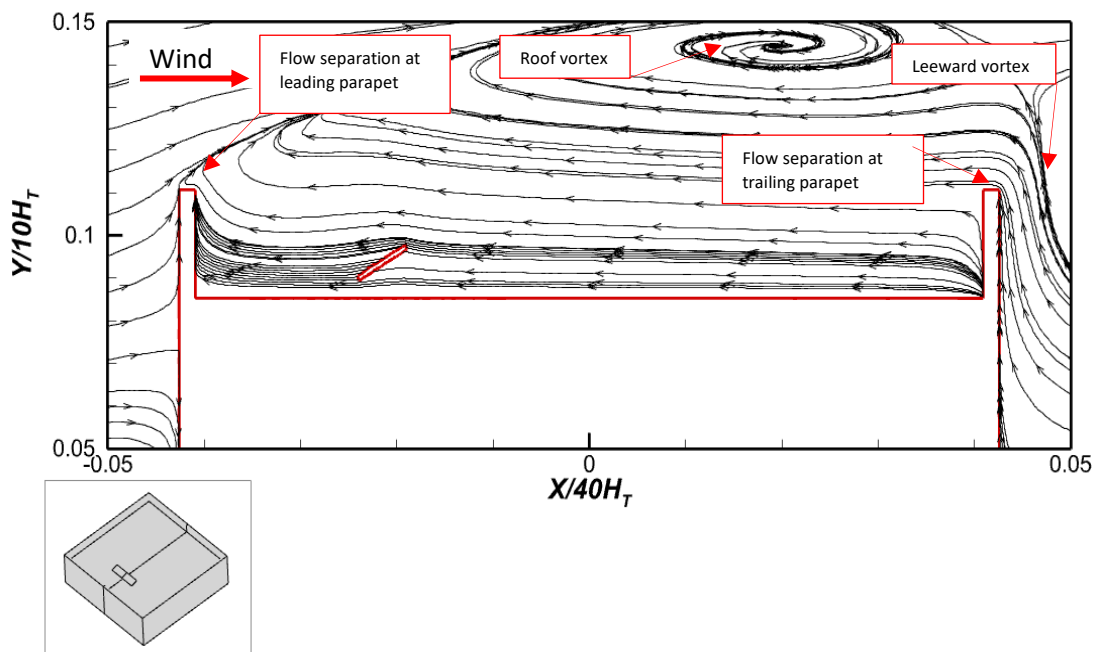 0.15
Wind
Flow separation at
leading parapet
Roof vortex
Leeward vortex
Flow separation at
trailing parapet
Y/10H_T
0.1
0.05
-0.05
0
0.05
X/40H_T